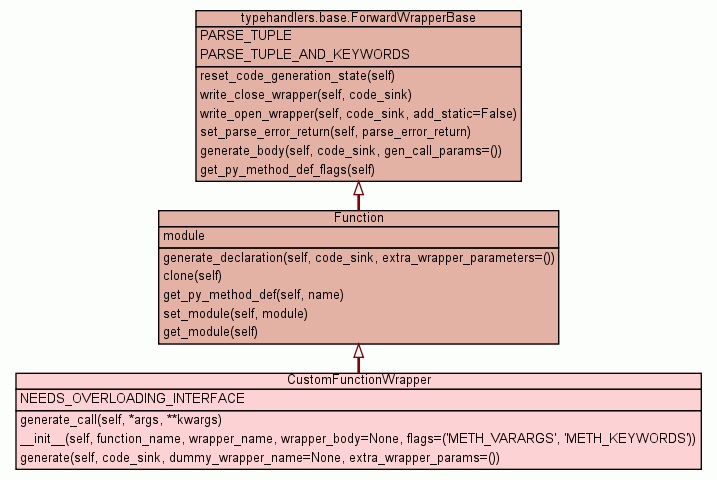 typehandlers.base.ForwardWrapperBase
PARSE_TUPLE
PARSE_TUPLE_AND_KEYWORDS
reset_code_generation_state(self)
write_close_wrapper(self, code_sink)
write_open_wrapper(self, code_sink, add_static=False)
set_parse_error_return(self, parse_error_return)
generate_body(self, code_sink, gen_call_params=())
get_py_method_def_flags(self)
Function
module
generate_declaration(self, code_sink, extra_wrapper_parameters=())
clone(self)
get_py_method_def(self, name)
set_module(self, module)
get_module(self)
CustomFunctionWrapper
NEEDS_OVERLOADING_INTERFACE
generate_call(self, *args, **kwargs)
__init__(self, function_name, wrapper_name, wrapper_body=None, flags=('METH_VARARGS', 'METH_KEYWORDS'))
generate(self, code_sink, dummy_wrapper_name=None, extra_wrapper_params=())